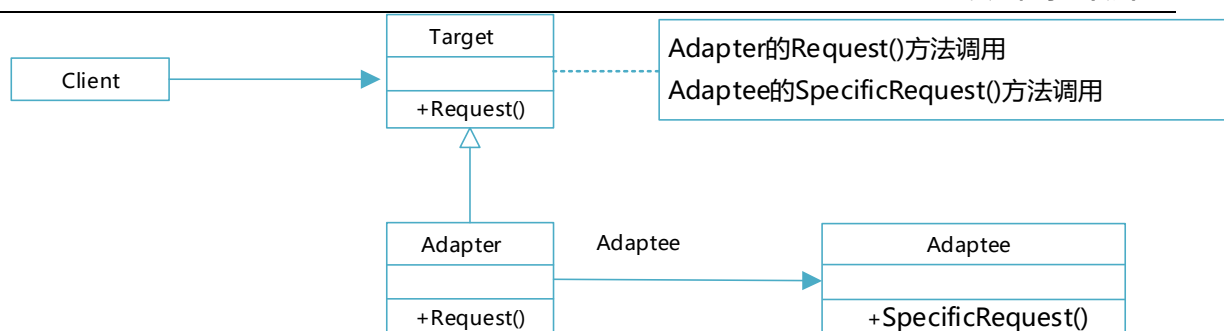 Target
Adapter的Request()方法调用
Client
Adaptee的SpecificRequest()方法调用
+Request()
Adapter
Adaptee
Adaptee
+Request()
+SpecificRequest()